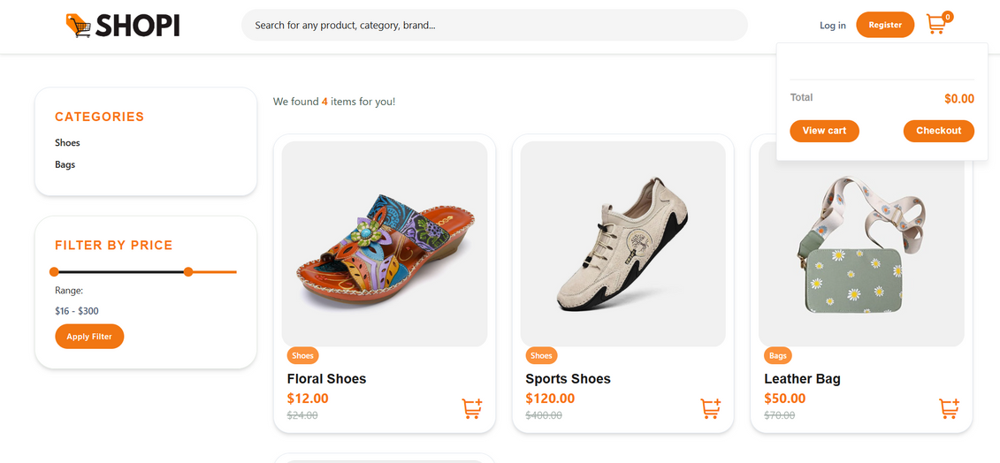 SHOPI
Search for any product, category, brand...
Log in
Register
0
Total
$0.00
View cart
Checkout
CATEGORIES
Shoes
Bags
FILTER BY PRICE
Range:
$16 - $300
Apply Filter
We found 4 items for you!
Shoes
Floral Shoes
$12.00
$24.00
Shoes
Sports Shoes
$120.00
$400.00
Bags
Leather Bag
$50.00
$70.00